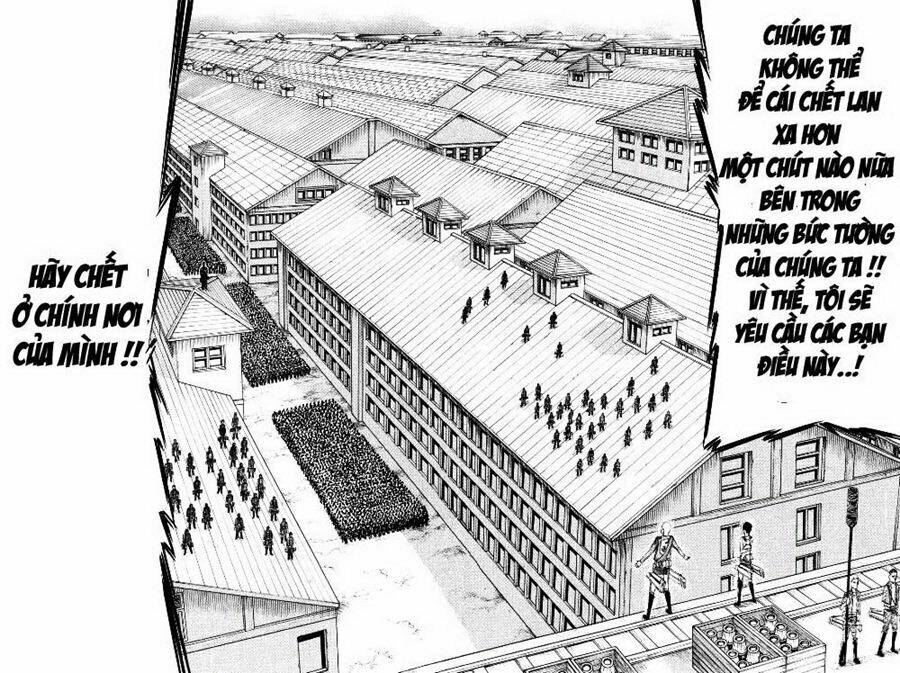 CHÚNG TA
KHÔNG THỂ
ĐỂ CÁI CHẾT LAN
XA HƠN
MỘT CHÚT NÀO NỮA
BÊN TRONG
NHỮNG BỨC TƯỜNG
CỦA CHÚNG TA !!
VÌ THẾ, TÔI SẼ
YÊU CẦU CÁC BẠN
ĐIỀU NÀY...!
HÃY CHẾT
Ở CHÍNH NƠI
CỦA MÌNH !!